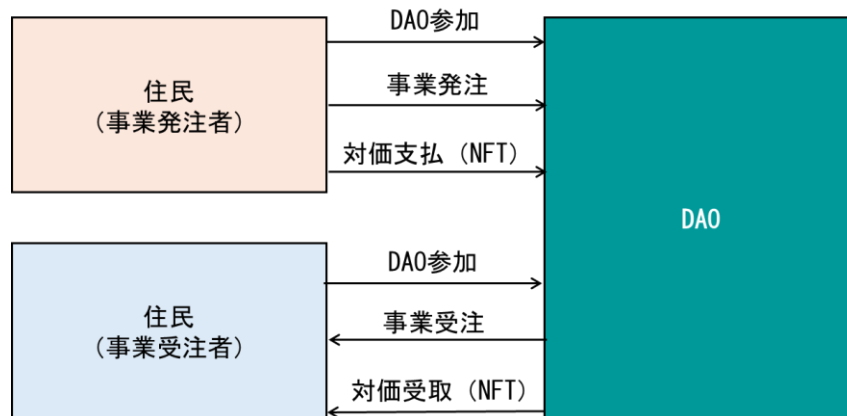 DAO参加
住民
(事業発注者)
事業発注
対価支払 (NFT)
DAO
DAO参加
住民
(事業受注者)
事業受注
対価受取 (NFT)